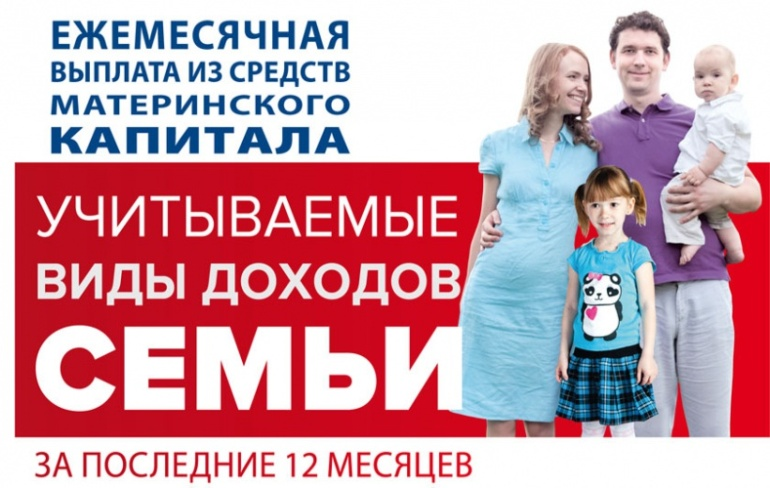 ЕЖЕМЕСЯЧНАЯ
ВЫПЛАТА ИЗ СРЕДСТВ
МАТЕРИНСКОГО
КАПИТАЛА
УЧИТЫВАЕМЫЕ
ВИДЫ ДОХОДОВ
СЕМЬИ
ЗА ПОСЛЕДНИЕ 12 МЕСЯЦЕВ